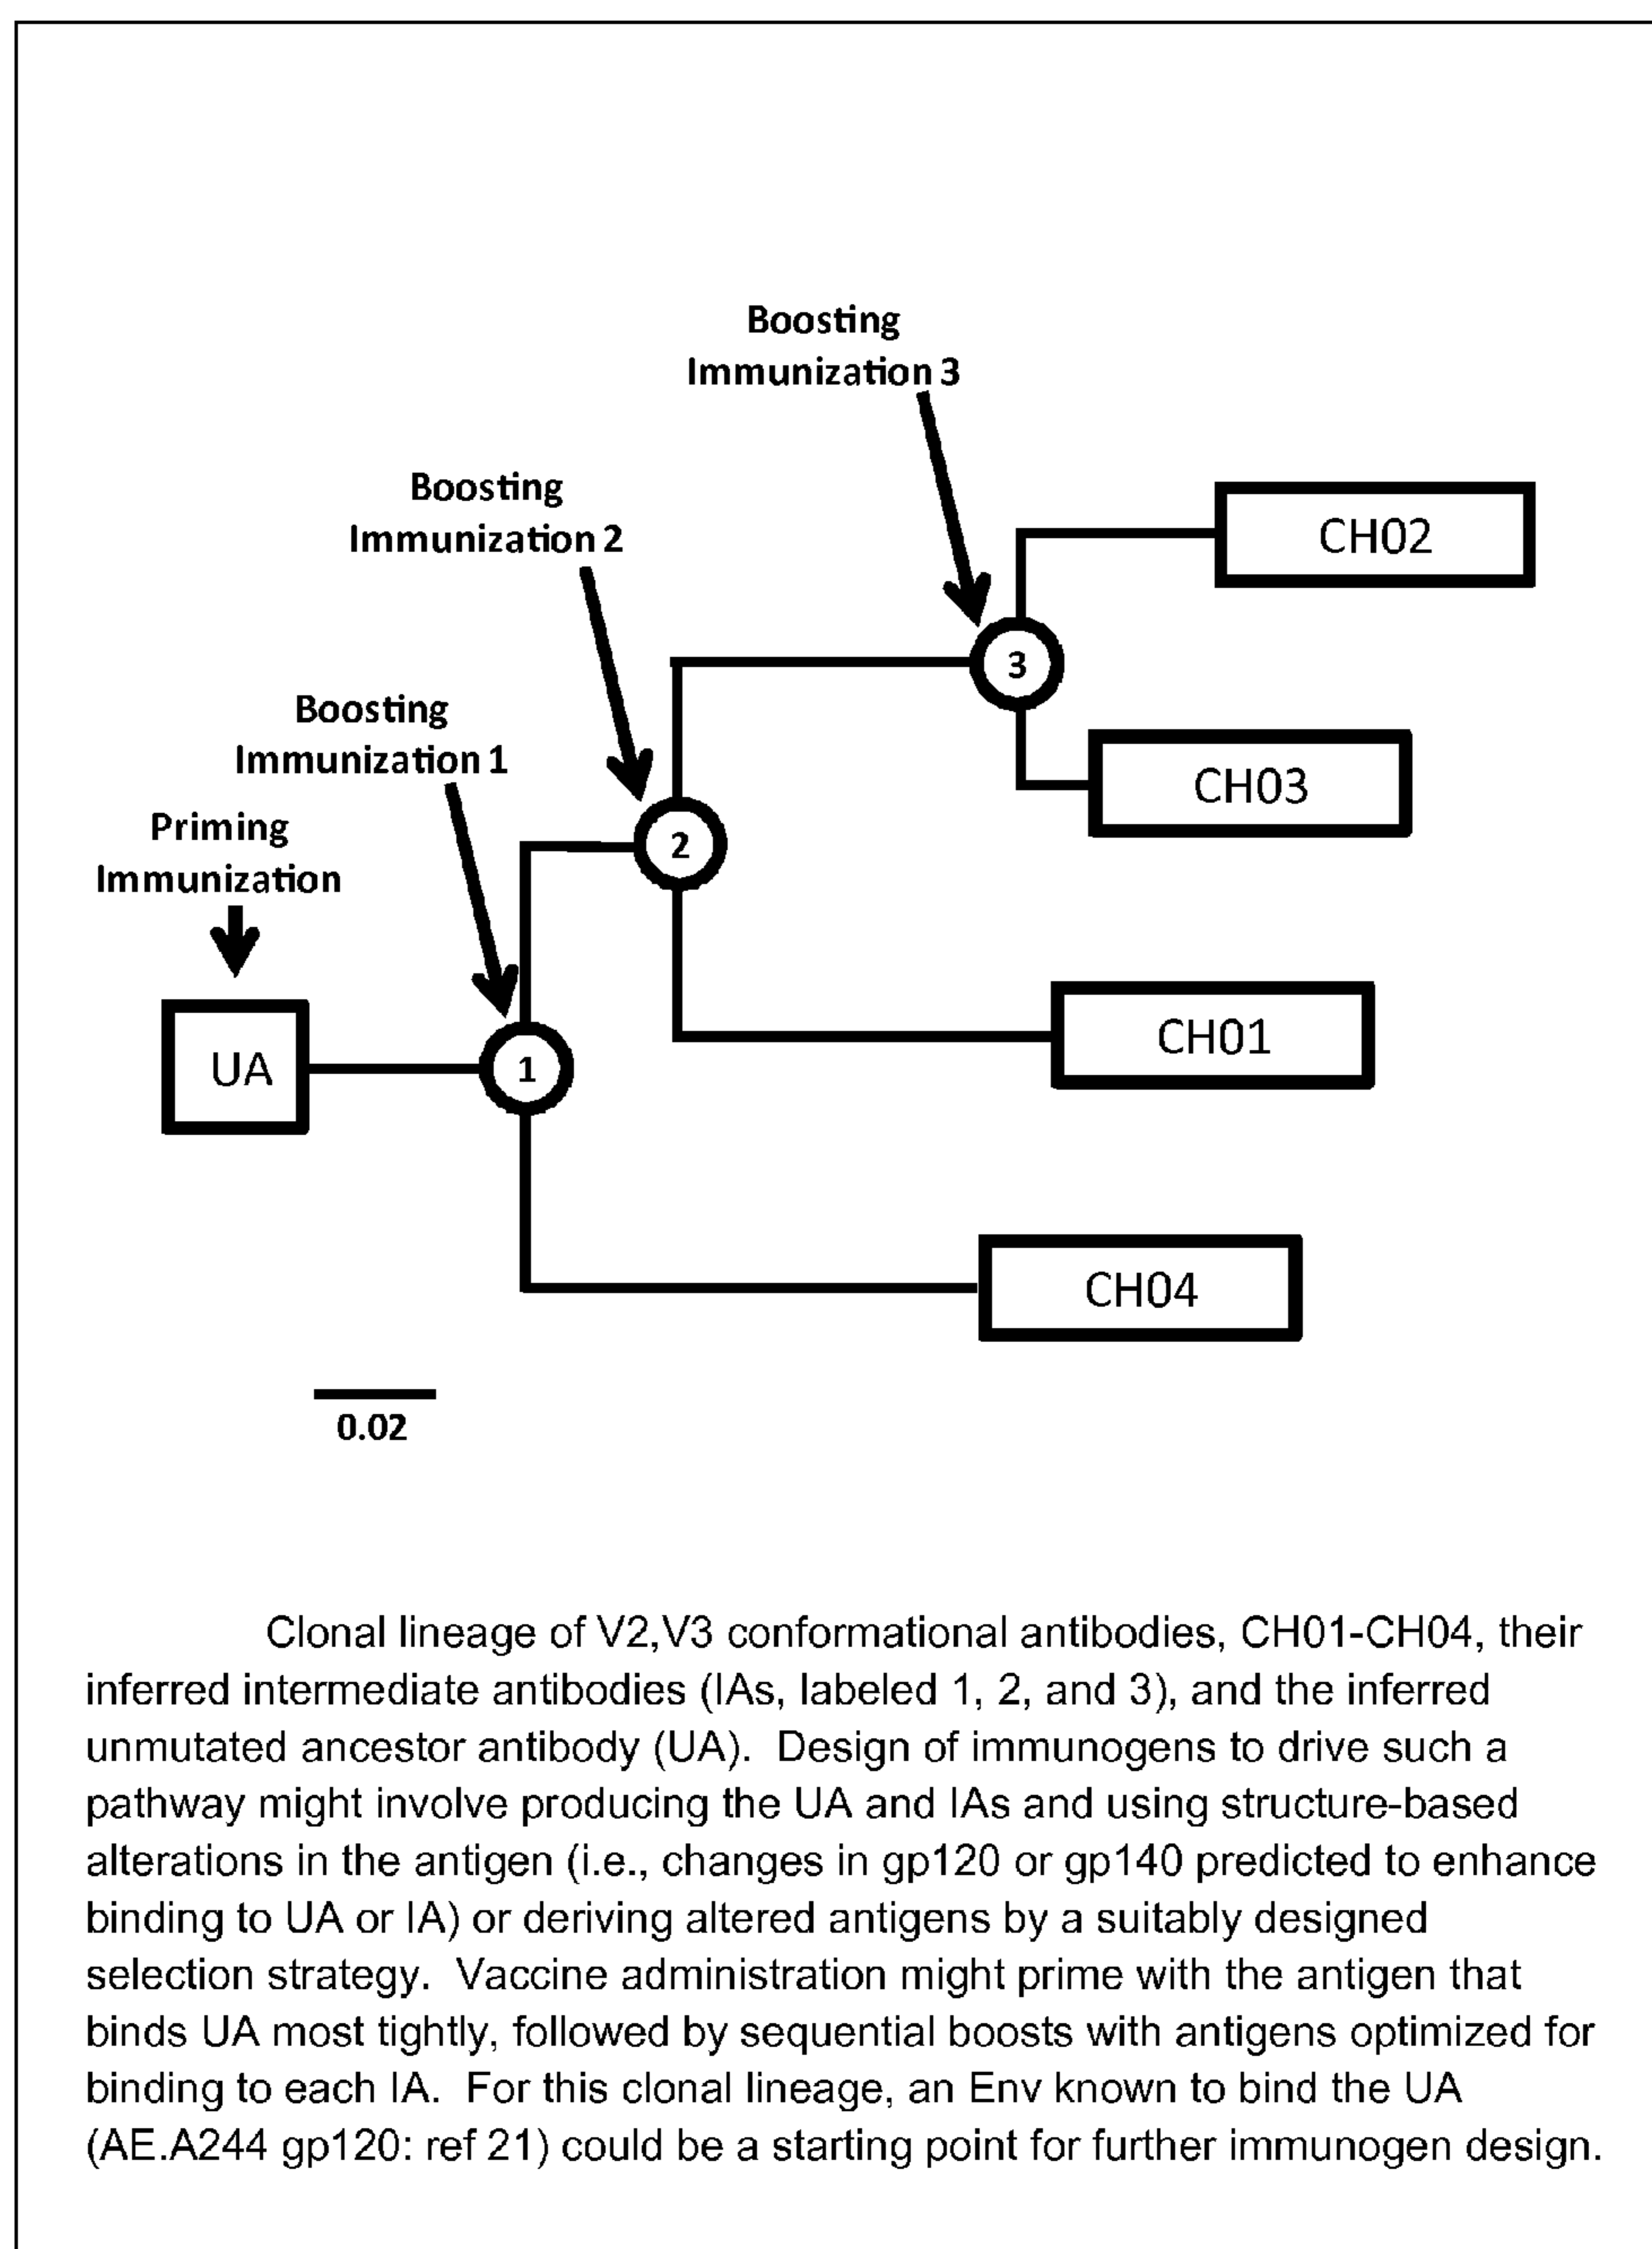 Boosting
Immunization 3
Boosting
Immunization 2
CH02
3
Boosting
Immunization 1
CH03
Priming
Immunization
2
UA
1
CH01
CH04
0.02
Clonal lineage of V2,V3 conformational antibodies, CH01-CH04, their
inferred intermediate antibodies (IAs, labeled 1, 2, and 3), and the inferred
unmutated ancestor antibody (UA).  Design of immunogens to drive such a
pathway might involve producing the UA and IAs and using structure-based
alterations in the antigen (i.e., changes in gp120 or gp140 predicted to enhance
binding to UA or IA) or deriving altered antigens by a suitably designed
selection strategy.  Vaccine administration might prime with the antigen that
binds UA most tightly, followed by sequential boosts with antigens optimized for
binding to each IA.  For this clonal lineage, an Env known to bind the UA
(AE.A244 gp120: ref 21) could be a starting point for further immunogen design.